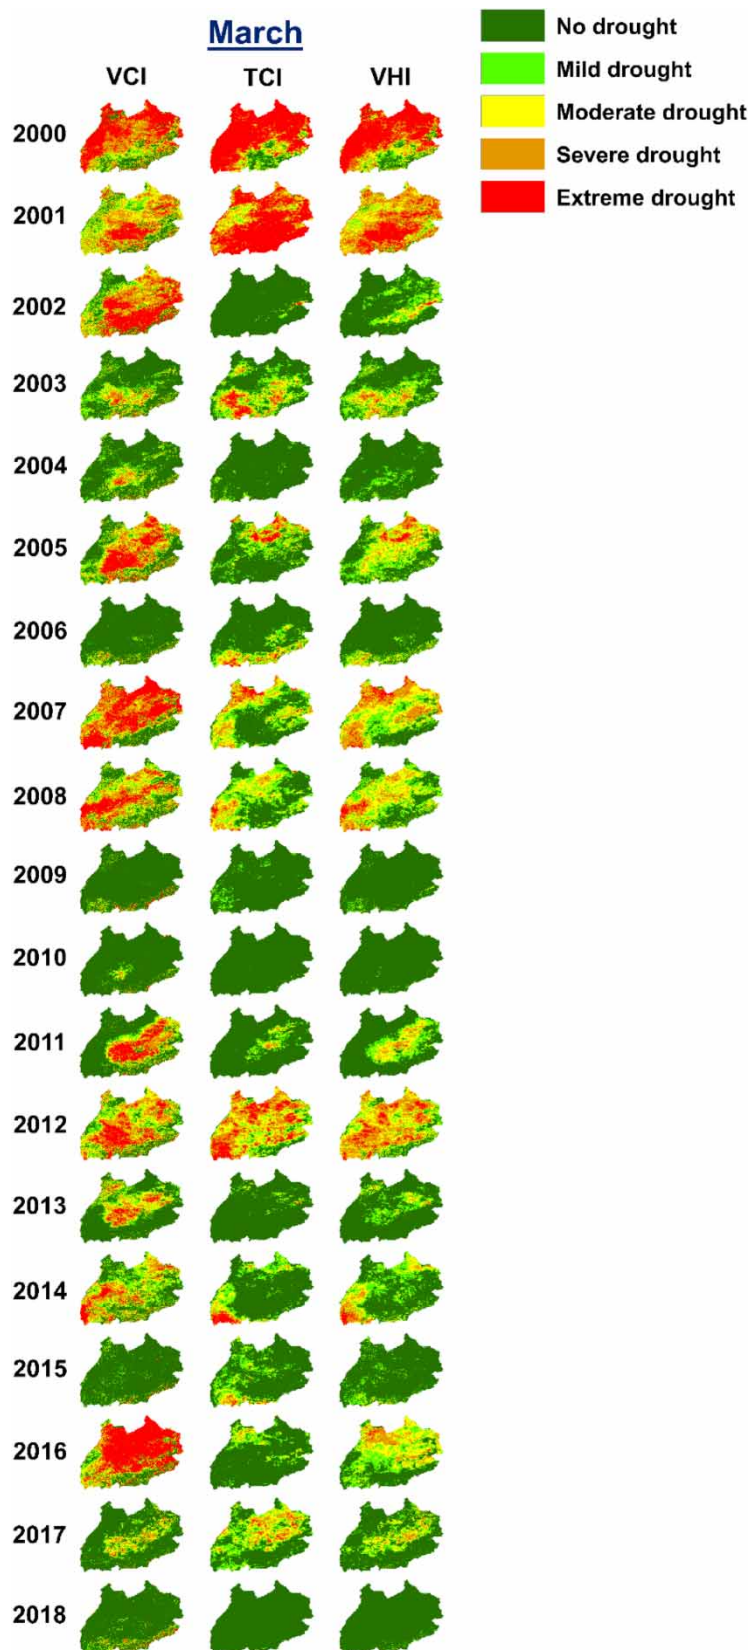 March
VCI TCI VHI
No drought
Mild drought
Moderate drought
Severe drought
Extreme drought
2000
2001
2002
2003
2004
2005
2006
2007
2008
2009
2010
2011
2012
2013
2014
2015
2016
2017
2018